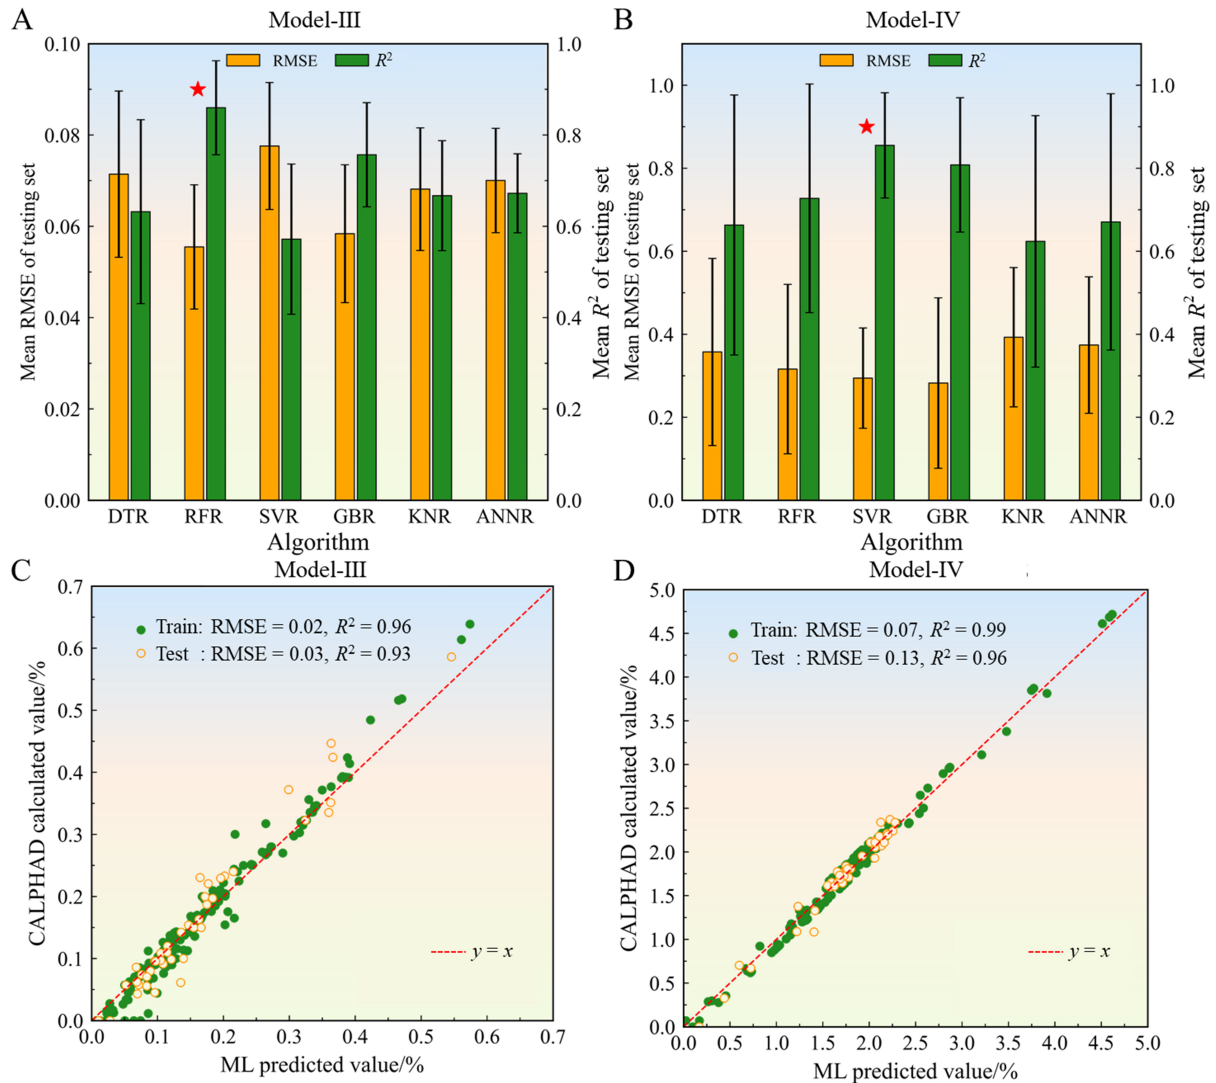 A
Model-III
RMSE
R²
Mean RMSE of testing set
0.10
0.08
0.06
0.04
0.02
0.00
1.0
0.8
0.6
0.4
0.2
0.0
Mean R² of testing set
DTR RFR SVR GBR KNR ANNR
Algorithm
B
Model-IV
RMSE
R²
Mean RMSE of testing set
1.0
0.8
0.6
0.4
0.2
0.0
1.0
0.8
0.6
0.4
0.2
0.0
Mean R² of testing set
DTR RFR SVR GBR KNR ANNR
Algorithm
C
Model-III
Train: RMSE = 0.02, R² = 0.96
Test : RMSE = 0.03, R² = 0.93
CALPHAD calculated value/%
0.7
0.6
0.5
0.4
0.3
0.2
0.1
0.0
y = x
0.0 0.1 0.2 0.3 0.4 0.5 0.6 0.7
ML predicted value/%
D
Model-IV
Train: RMSE = 0.07, R² = 0.99
Test : RMSE = 0.13, R² = 0.96
CALPHAD calculated value/%
5.0
4.5
4.0
3.5
3.0
2.5
2.0
1.5
1.0
0.5
0.0
y = x
0.0 0.5 1.0 1.5 2.0 2.5 3.0 3.5 4.0 4.5 5.0
ML predicted value/%